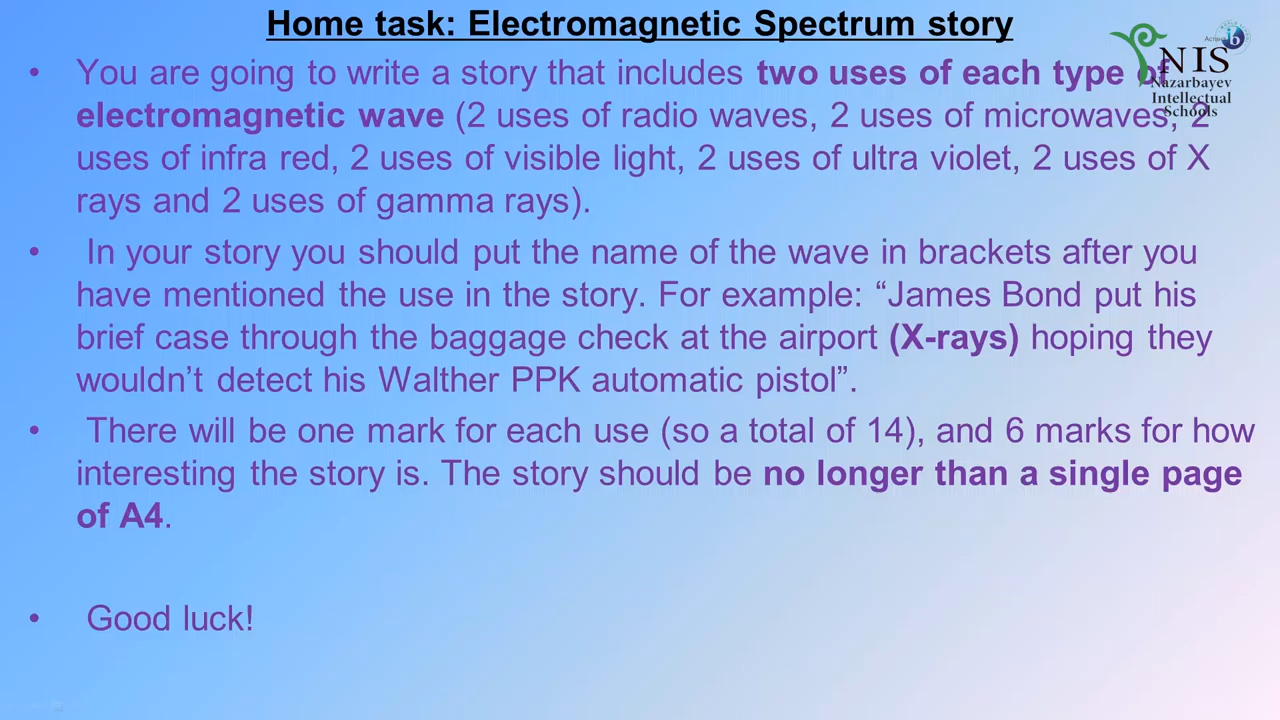 Home task: Electromagnetic Spectrum story
• You are going to write a story that includes two uses of each type of
electromagnetic wave (2 uses of radio waves, 2 uses of microwaves, 2
uses of infra red, 2 uses of visible light, 2 uses of ultra violet, 2 uses of X
rays and 2 uses of gamma rays).
• In your story you should put the name of the wave in brackets after you
have mentioned the use in the story. For example: “James Bond put his
brief case through the baggage check at the airport (X-rays) hoping they
wouldn’t detect his Walther PPK automatic pistol”.
• There will be one mark for each use (so a total of 14), and 6 marks for how
interesting the story is. The story should be no longer than a single page
of A4.
• Good luck!
NIS
Nazarbayev
Intellectual
Schools
ib